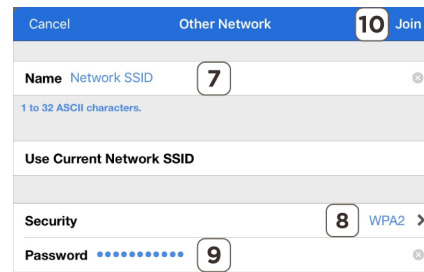 Cancel Other Network 10 Join
Name Network SSID 7
1 to 32 ASCII characters.
Use Current Network SSID
Security 8 WPA2
Password ••••••••••• 9